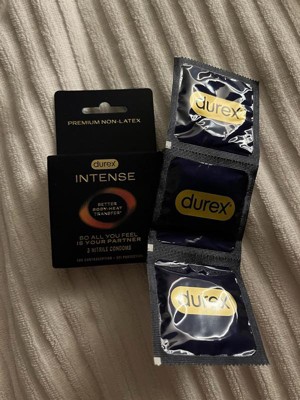 PREMIUM NON-LATEX
durex
INTENSE
BETTER
BODY-HEAT
TRANSFER*
SO ALL YOU FEEL
IS YOUR PARTNER
3 NITRILE CONDOMS
durex
durex
durex